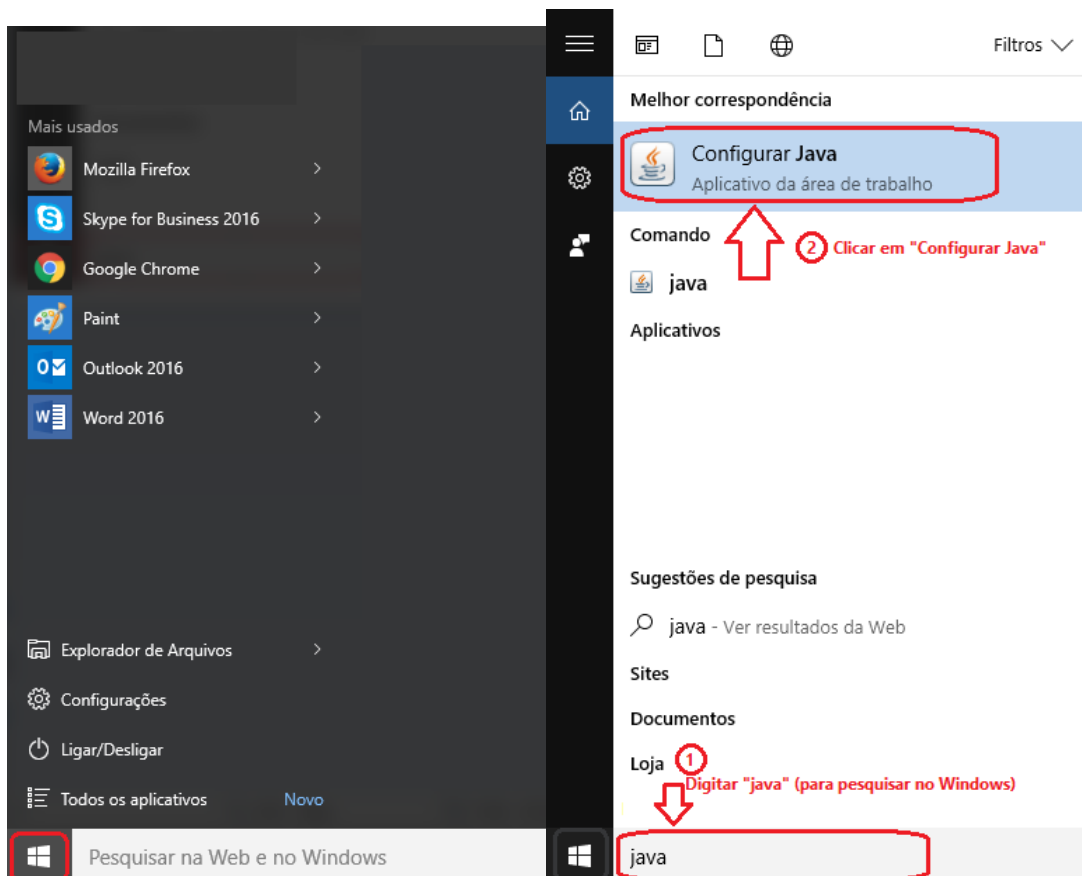 Mais usados
Mozilla Firefox
Skype for Business 2016
Google Chrome
Paint
Outlook 2016
Word 2016
Explorador de Arquivos
Configurações
Ligar/Desligar
Todos os aplicativos Novo
Pesquisar na Web e no Windows
Filtros
Melhor correspondência
Configurar Java
Aplicativo da área de trabalho
Comando
2 Clicar em "Configurar Java"
java
Aplicativos
Sugestões de pesquisa
java - Ver resultados da Web
Sites
Documentos
Loja
1
Digitar "java" (para pesquisar no Windows)
java